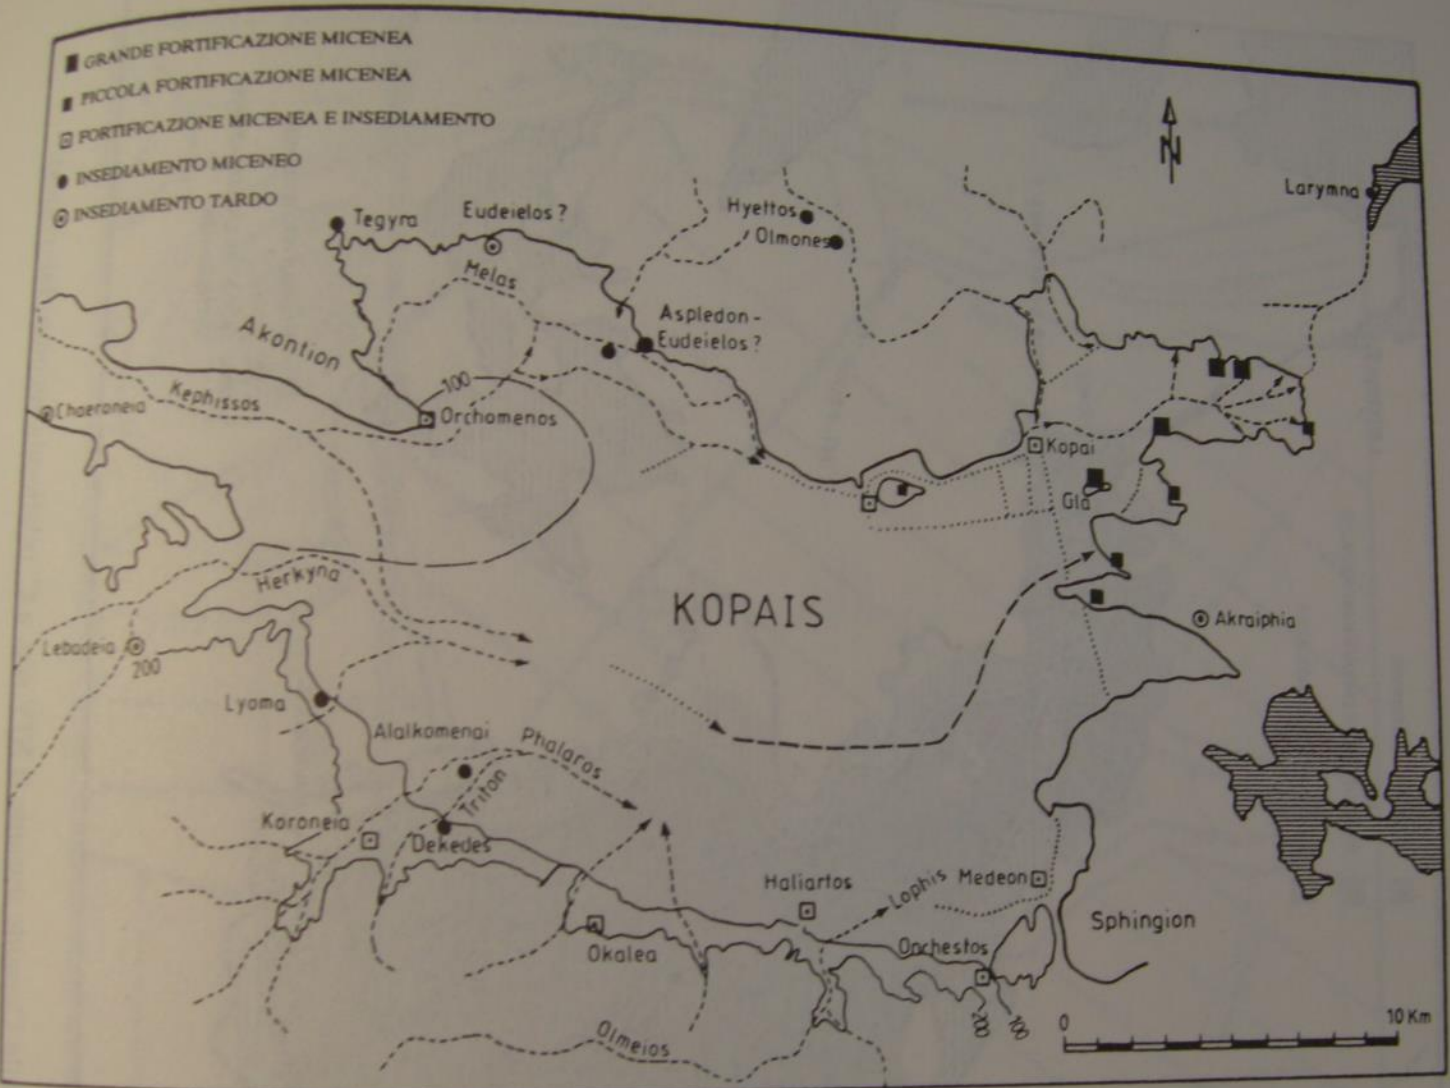 GRANDE FORTIFICAZIONE MICENEA
PICCOLA FORTIFICAZIONE MICENEA
FORTIFICAZIONE MICENEA E INSEDIAMENTO
INSEDIAMENTO MICENEO
INSEDIAMENTO TARDO
N
Larymna
Tegyra
Eudeielos ?
Hyettos
Olmones
Melas
Aspledon -
Eudeielos ?
Akontion
100
Kephissos
Chaeroneia
Orchomenos
Kopai
Gla
Herkyna
KOPAIS
Akraiphia
Lebadeia
200
Lyoma
Alalkomenai
Phalaros
Triton
Koroneia
Dekedes
Haliartos
Lophis
Medeon
Sphingion
Onchestos
Okalea
200
100
0
10 Km
Olmeios